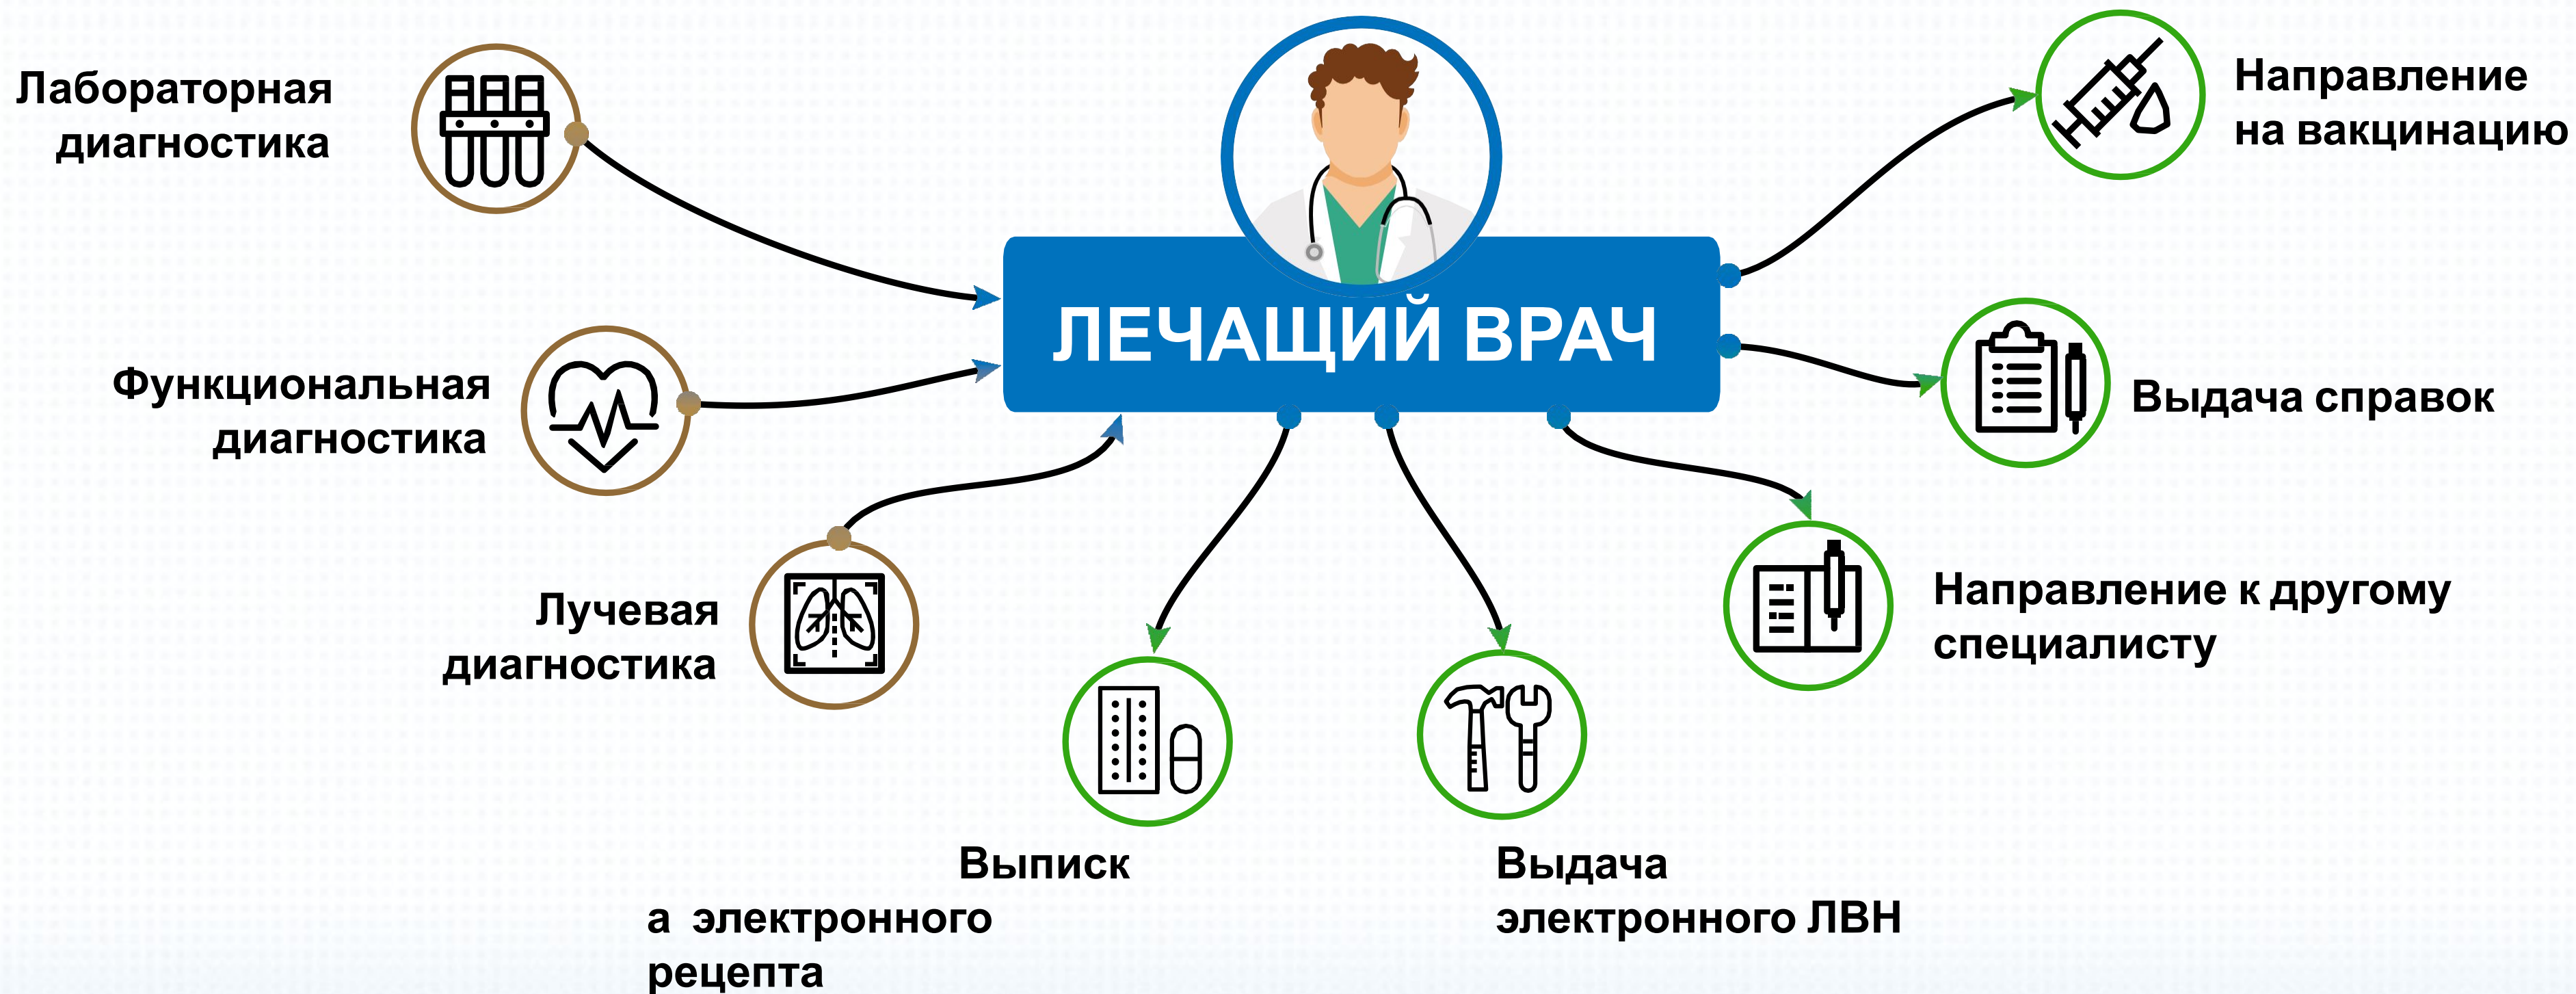 Лабораторная
диагностика
Функциональная
диагностика
Лучевая
диагностика
ЛЕЧАЩИЙ ВРАЧ
Направление
на вакцинацию
Выдача справок
Направление к другому
специалисту
Выписк
а электронного
рецепта
Выдача
электронного ЛВН